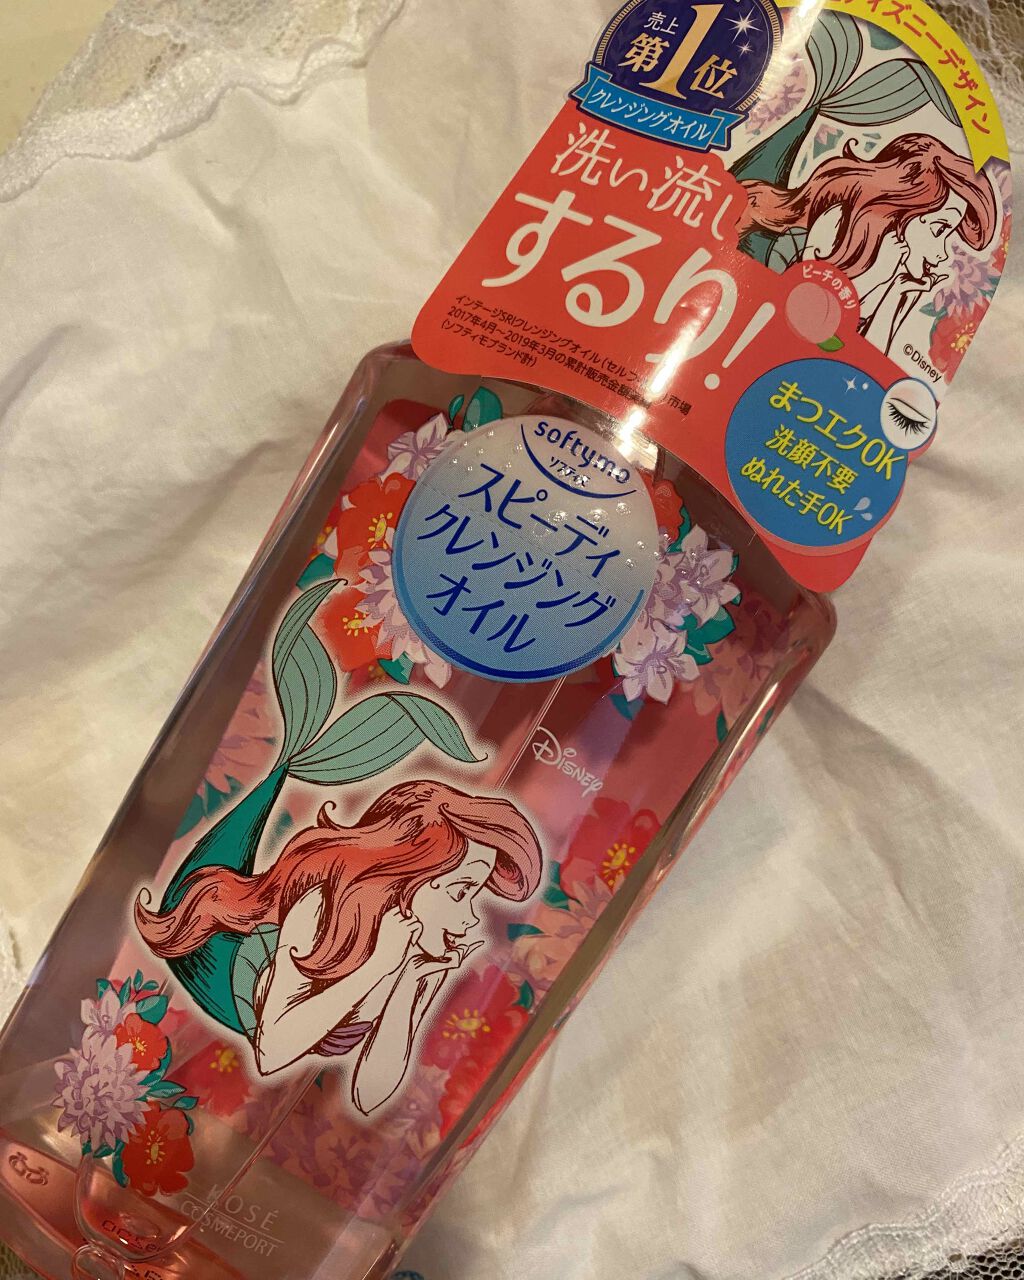 ディズニーデザイン
売上
第1位
クレンジングオイル
洗い流し
するり!
ピーチの香り
©Disney
インテージSRIクレンジングオイル(セルフ
市場
2017年4月～2019年3月の累計販売金額
(ソフティモブランド計)
まつエクOK
洗顔不要
ぬれた手OK
softymo
ソフティモ
スピーディ
クレンジング
オイル
Disney
KOSÉ
COSMEPORT